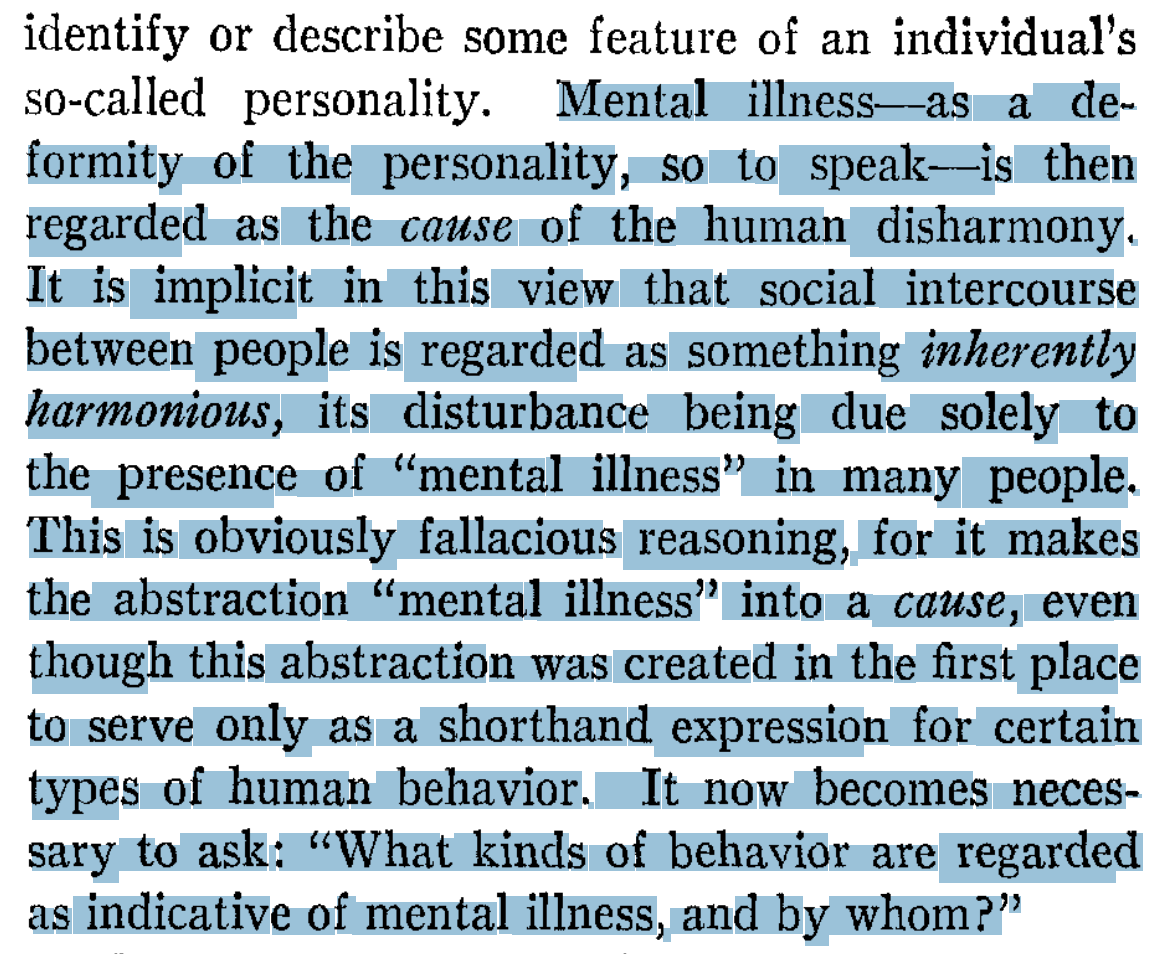 identify or describe some feature of an individual's
so-called personality. Mental illness—as a de-
formity of the personality, so to speak—is then
regarded as the cause of the human disharmony.
It is implicit in this view that social intercourse
between people is regarded as something inherently
harmonious, its disturbance being due solely to
the presence of “mental illness” in many people.
This is obviously fallacious reasoning, for it makes
the abstraction “mental illness” into a cause, even
though this abstraction was created in the first place
to serve only as a shorthand expression for certain
types of human behavior. It now becomes neces-
sary to ask: “What kinds of behavior are regarded
as indicative of mental illness, and by whom?”